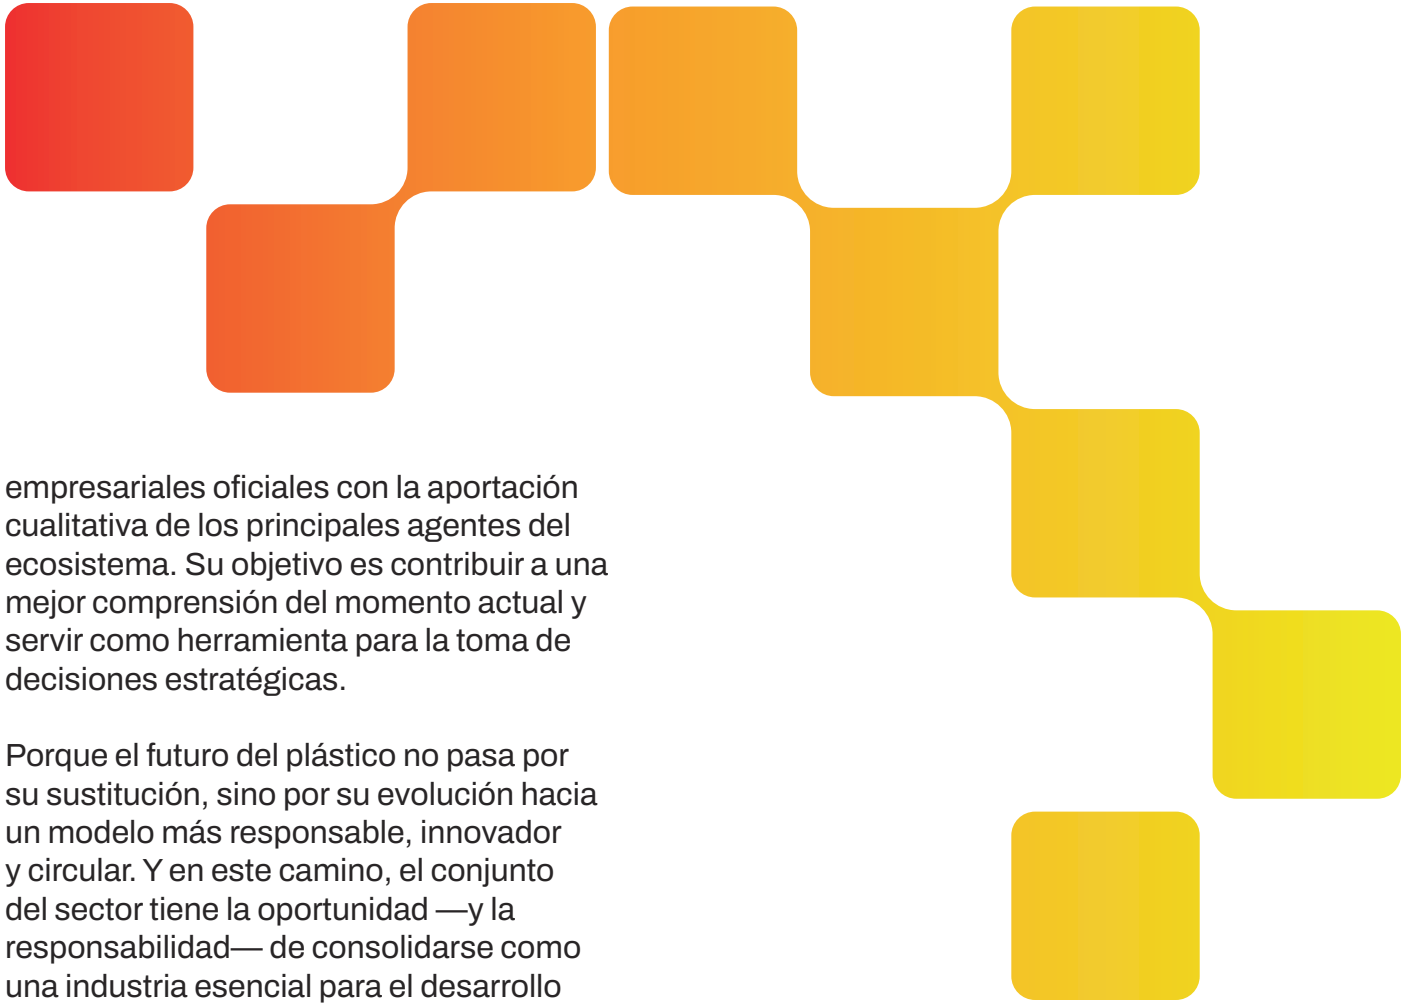 empresariales oficiales con la aportación
cualitativa de los principales agentes del
ecosistema. Su objetivo es contribuir a una
mejor comprensión del momento actual y
servir como herramienta para la toma de
decisiones estratégicas.
Porque el futuro del plástico no pasa por
su sustitución, sino por su evolución hacia
un modelo más responsable, innovador
y circular. Y en este camino, el conjunto
del sector tiene la oportunidad —y la
responsabilidad— de consolidarse como
una industria esencial para el desarrollo